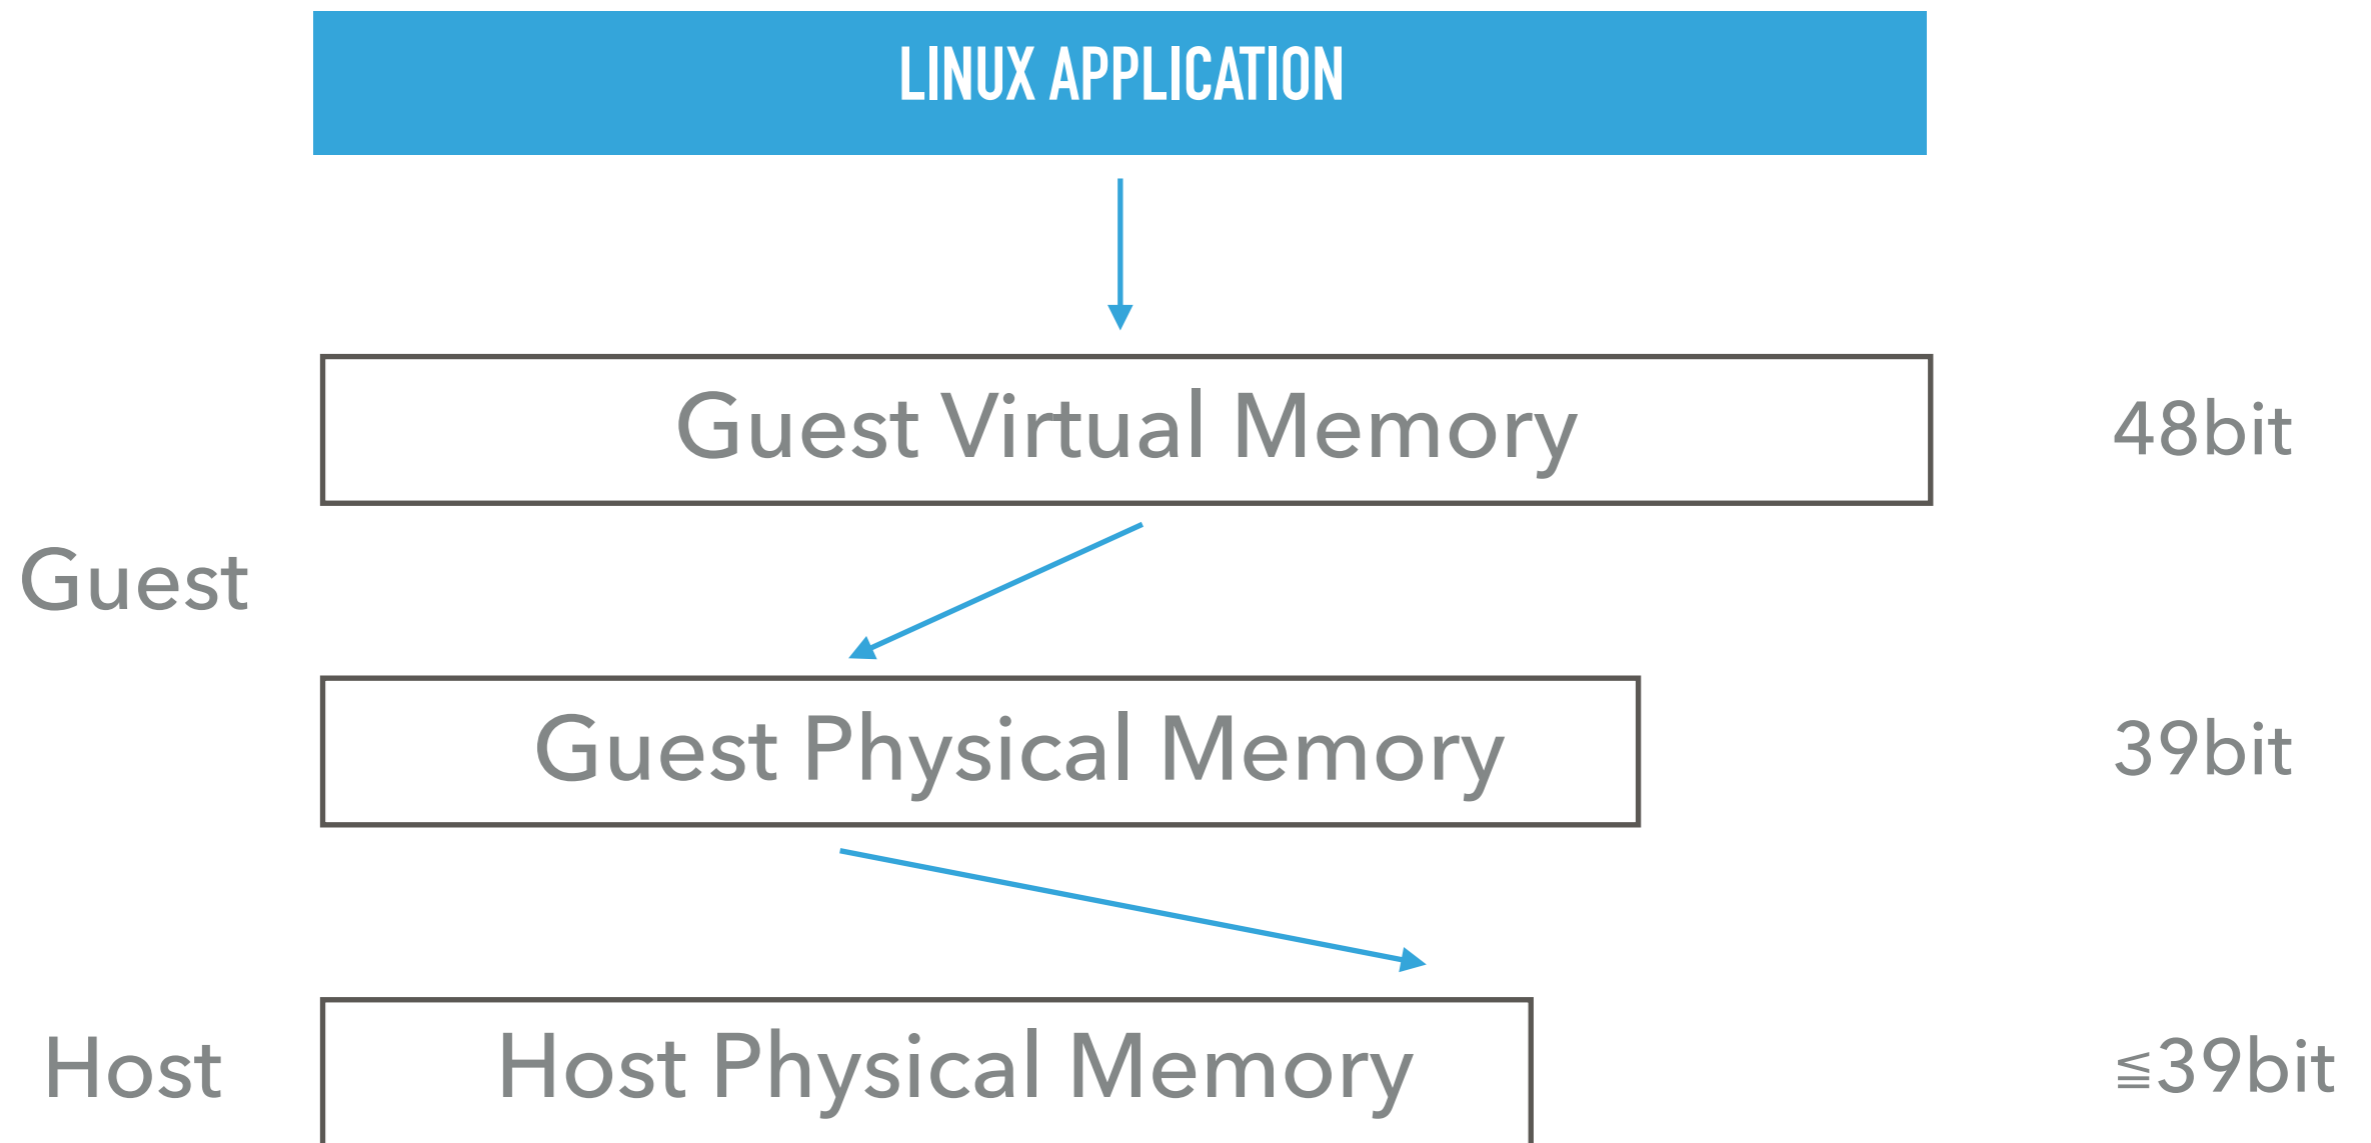 LINUX APPLICATION
Guest Virtual Memory
48bit
Guest
Guest Physical Memory
39bit
Host
Host Physical Memory
≦39bit